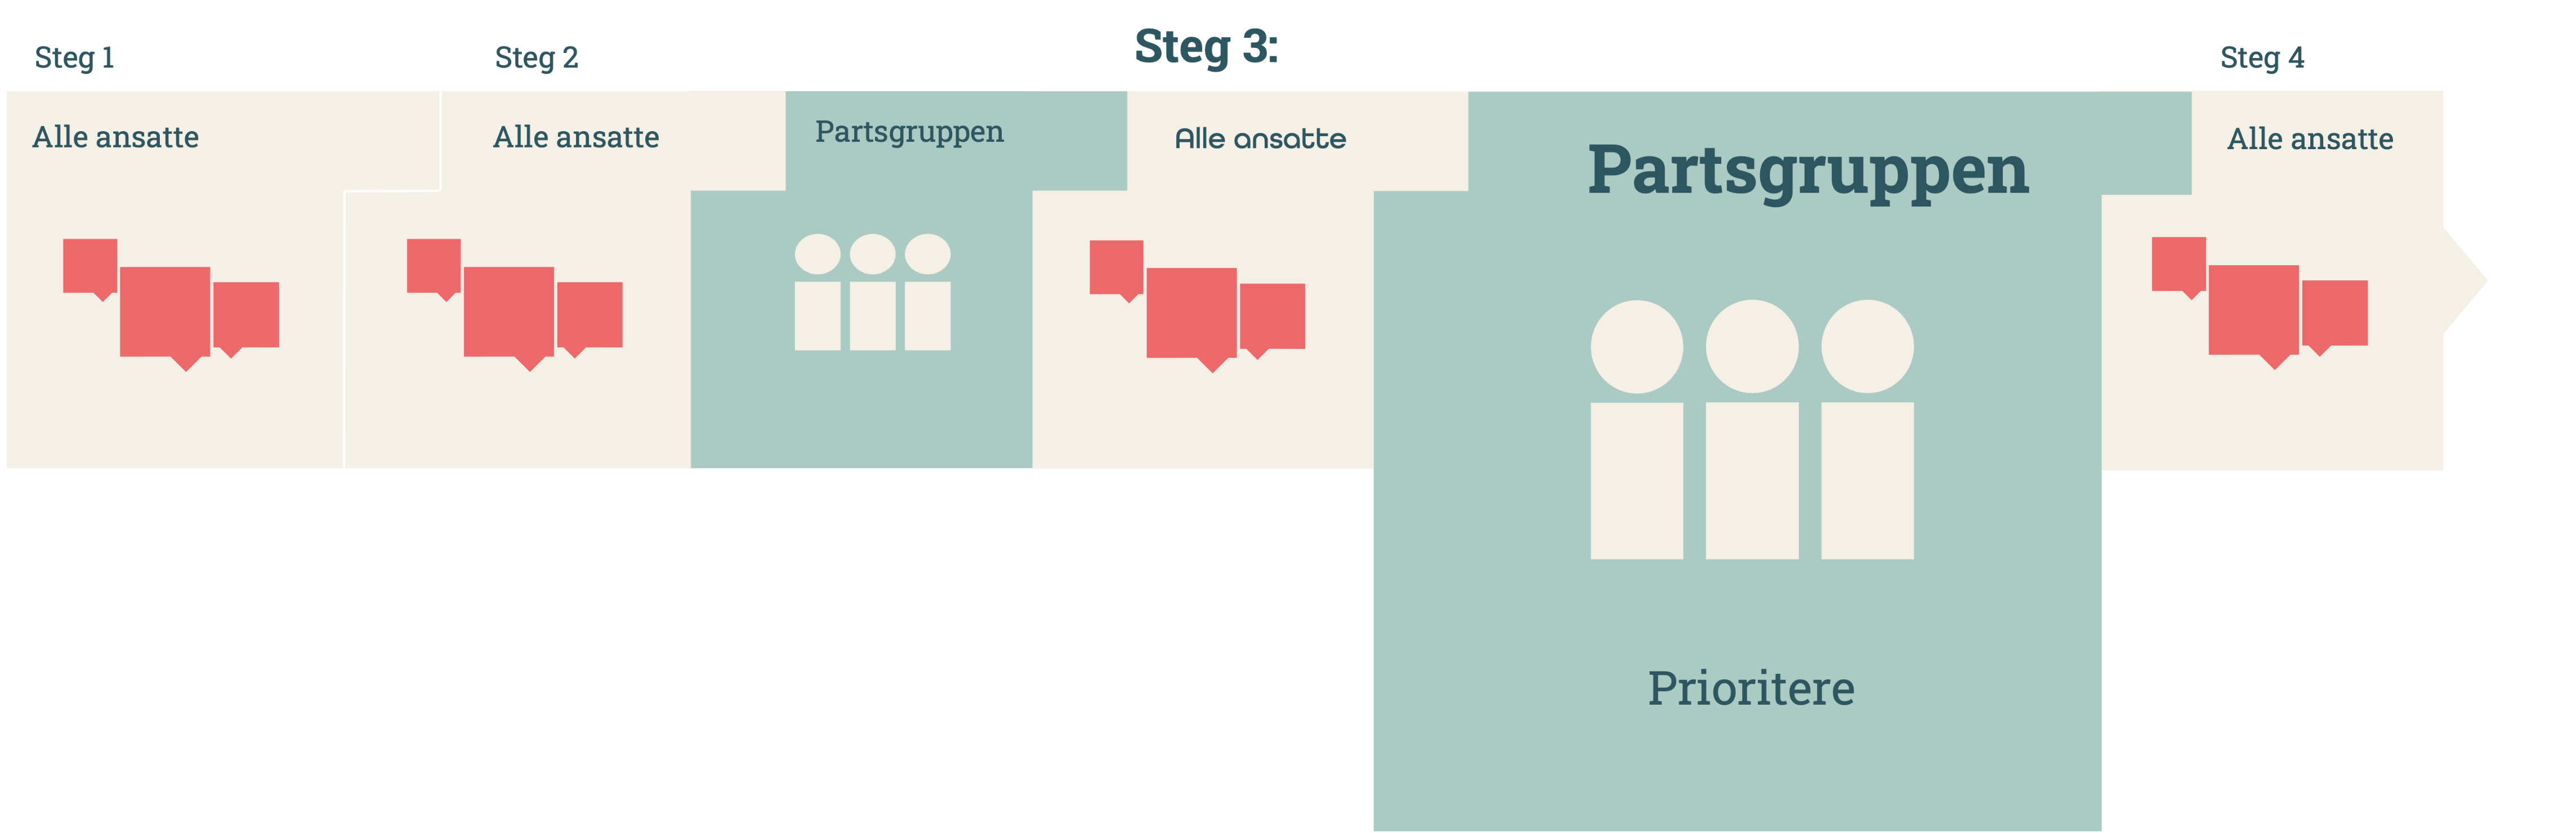 Steg 1
Steg 2
Steg 3:
Steg 4
Alle ansatte
Alle ansatte
Partsgruppen
Alle ansatte
Partsgruppen
Alle ansatte
Prioritere